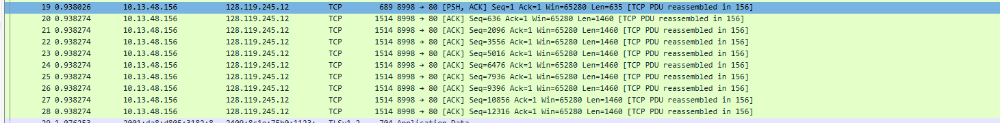 19 0.938026 10.13.48.156 128.119.245.12 TCP 689 8998 → 80 [PSH, ACK] Seq=1 Ack=1 Win=65280 Len=635 [TCP PDU reassembled in 156]
20 0.938274 10.13.48.156 128.119.245.12 TCP 1514 8998 → 80 [ACK] Seq=636 Ack=1 Win=65280 Len=1460 [TCP PDU reassembled in 156]
21 0.938274 10.13.48.156 128.119.245.12 TCP 1514 8998 → 80 [ACK] Seq=2096 Ack=1 Win=65280 Len=1460 [TCP PDU reassembled in 156]
22 0.938274 10.13.48.156 128.119.245.12 TCP 1514 8998 → 80 [ACK] Seq=3556 Ack=1 Win=65280 Len=1460 [TCP PDU reassembled in 156]
23 0.938274 10.13.48.156 128.119.245.12 TCP 1514 8998 → 80 [ACK] Seq=5016 Ack=1 Win=65280 Len=1460 [TCP PDU reassembled in 156]
24 0.938274 10.13.48.156 128.119.245.12 TCP 1514 8998 → 80 [ACK] Seq=6476 Ack=1 Win=65280 Len=1460 [TCP PDU reassembled in 156]
25 0.938274 10.13.48.156 128.119.245.12 TCP 1514 8998 → 80 [ACK] Seq=7936 Ack=1 Win=65280 Len=1460 [TCP PDU reassembled in 156]
26 0.938274 10.13.48.156 128.119.245.12 TCP 1514 8998 → 80 [ACK] Seq=9396 Ack=1 Win=65280 Len=1460 [TCP PDU reassembled in 156]
27 0.938274 10.13.48.156 128.119.245.12 TCP 1514 8998 → 80 [ACK] Seq=10856 Ack=1 Win=65280 Len=1460 [TCP PDU reassembled in 156]
28 0.938274 10.13.48.156 128.119.245.12 TCP 1514 8998 → 80 [ACK] Seq=12316 Ack=1 Win=65280 Len=1460 [TCP PDU reassembled in 156]
29 1.076253 TLSv1.2 704 Application Data